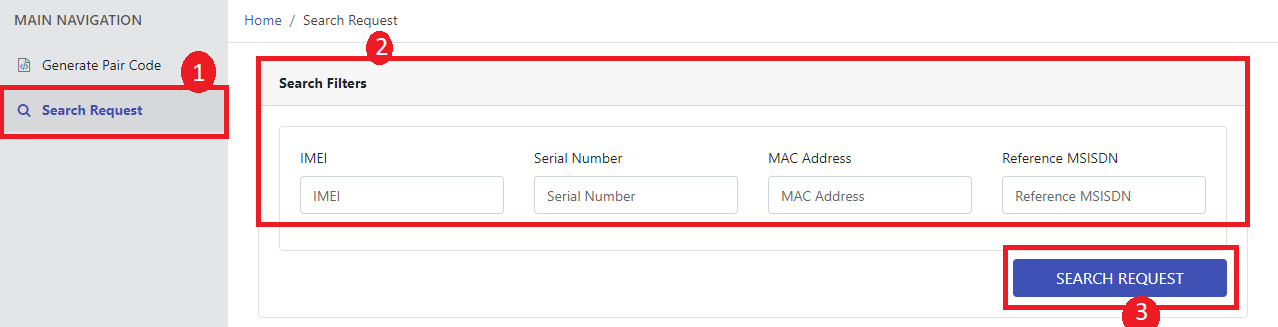 MAIN NAVIGATION
Home / Search Request
2
Generate Pair Code
1
Search Filters
Search Request
IMEI Serial Number MAC Address Reference MSISDN
IMEI Serial Number MAC Address Reference MSISDN
SEARCH REQUEST
3